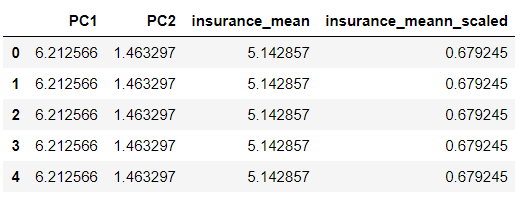 PC1 PC2 insurance_mean insurance_meann_scaled
0 6.212566 1.463297 5.142857 0.679245
1 6.212566 1.463297 5.142857 0.679245
2 6.212566 1.463297 5.142857 0.679245
3 6.212566 1.463297 5.142857 0.679245
4 6.212566 1.463297 5.142857 0.679245